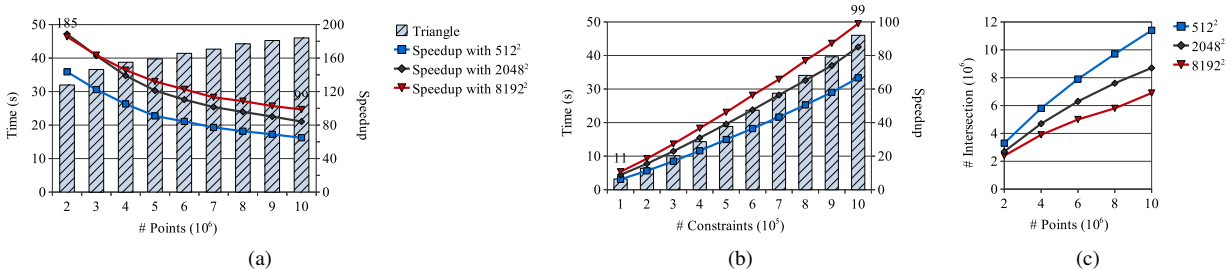 185
50
40
30
20
10
0
Time (s)
200
160
120
80
40
0
Speedup
99
2 3 4 5 6 7 8 9 10
# Points (10⁶)
Triangle
Speedup with 512²
Speedup with 2048²
Speedup with 8192²
(a)
99
50
40
30
20
10
0
Time (s)
100
80
60
40
20
0
Speedup
11
1 2 3 4 5 6 7 8 9 10
# Constraints (10⁵)
(b)
12
10
8
6
4
2
0
# Intersection (10⁶)
2 4 6 8 10
# Points (10⁶)
512²
2048²
8192²
(c)